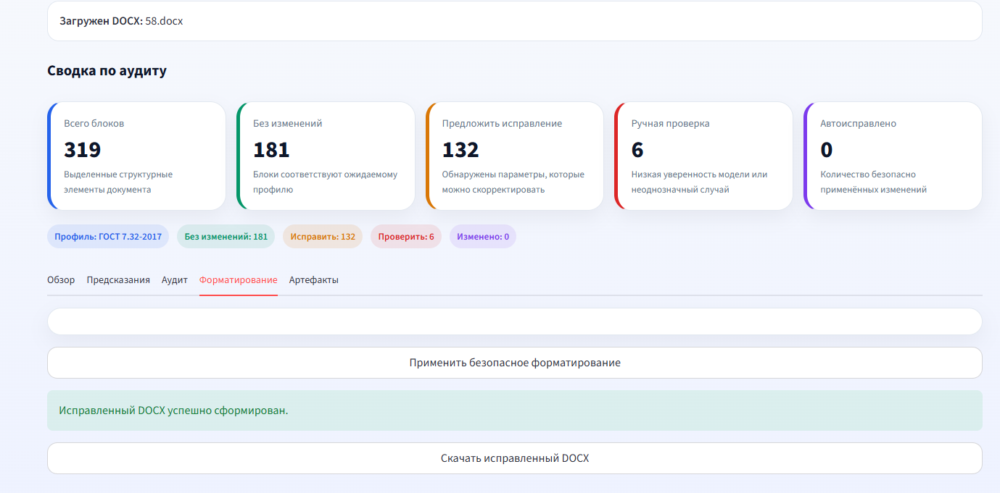 Загружен DOCX: 58.docx
Сводка по аудиту
Всего блоков
319
Выделенные структурные
элементы документа
Без изменений
181
Блоки соответствуют ожидаемому
профилю
Предложить исправление
132
Обнаружены параметры, которые
можно скорректировать
Ручная проверка
6
Низкая уверенность модели или
неоднозначный случай
Автоисправлено
0
Количество безопасно
применённых изменений
Профиль: ГОСТ 7.32-2017
Без изменений: 181
Исправить: 132
Проверить: 6
Изменено: 0
Обзор
Предсказания
Аудит
Форматирование
Артефакты
Применить безопасное форматирование
Исправленный DOCX успешно сформирован.
Скачать исправленный DOCX